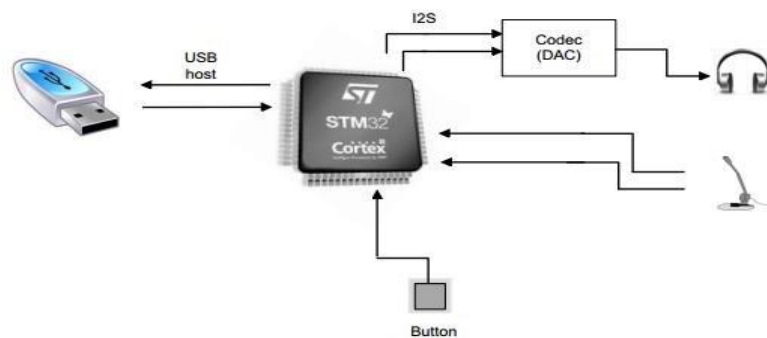 I2S
Codec
(DAC)
USB
host
STM32
Cortex
Button